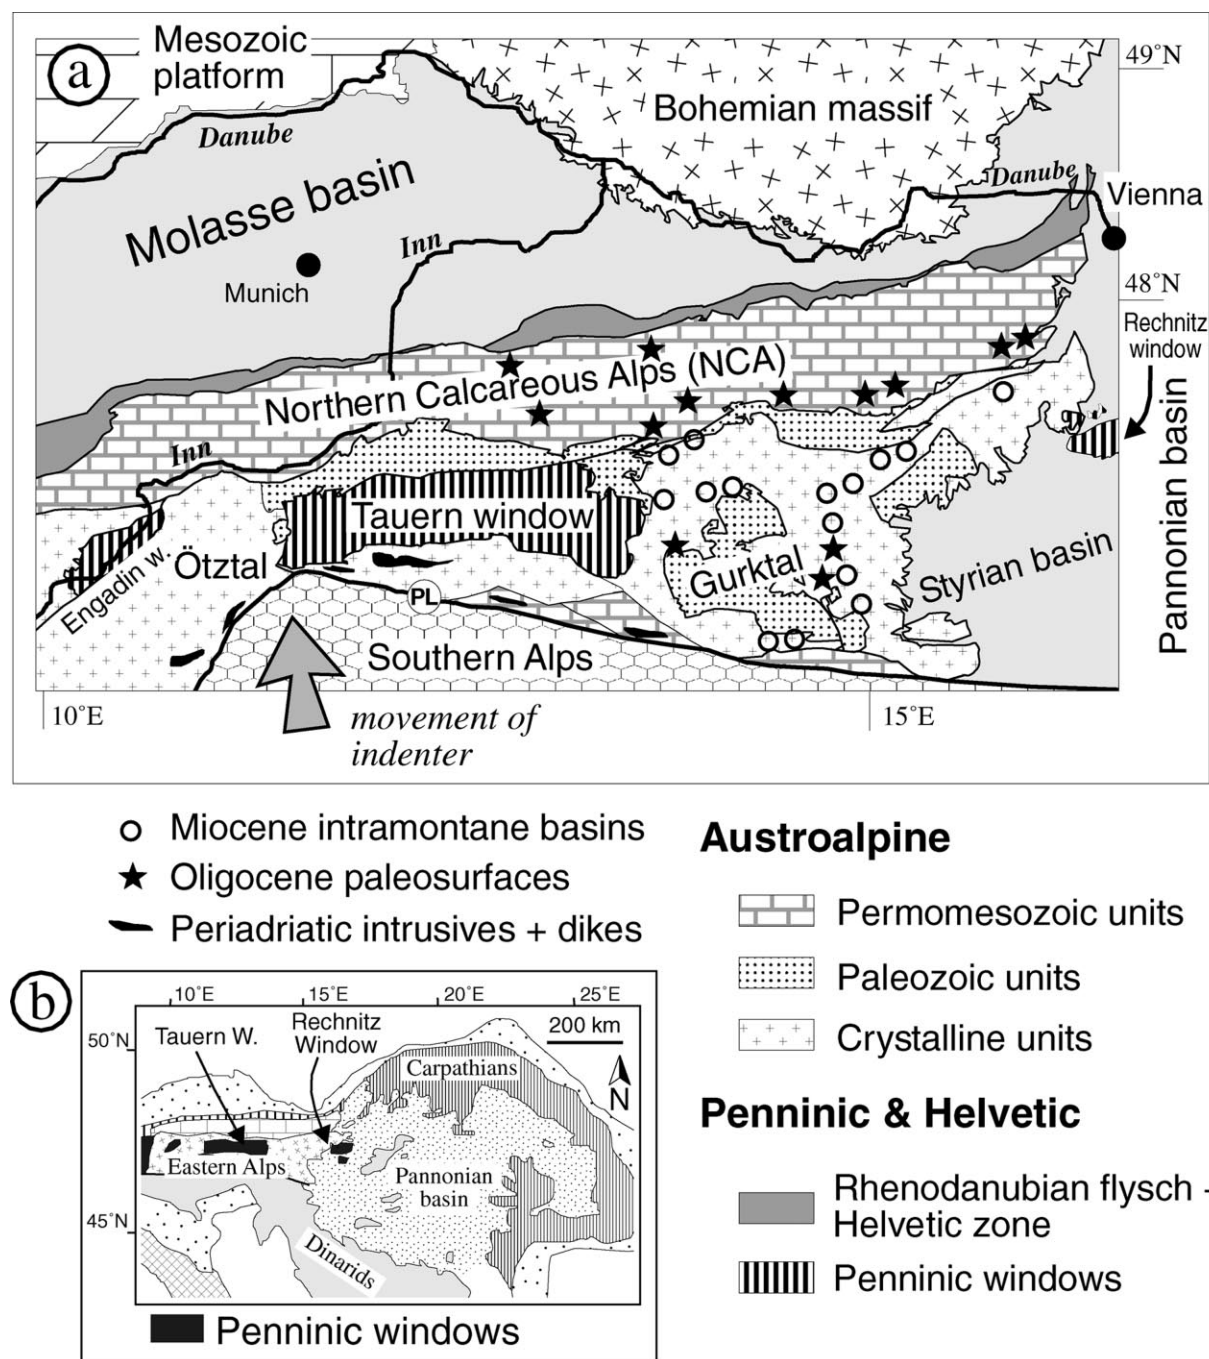 a
Mesozoic
platform
Bohemian massif
49°N
Danube
Molasse basin
Danube
Vienna
Inn
Munich
48°N
Rechnitz
window
Northern Calcareous Alps (NCA)
Inn
Tauern window
Engadin w.
Ötztal
Gurktal
Styrian basin
Pannonian basin
PL
Southern Alps
10°E
movement of
indenter
15°E
Miocene intramontane basins
Oligocene paleosurfaces
Periadriatic intrusives + dikes
Austroalpine
Permomesozoic units
Paleozoic units
Crystalline units
Penninic & Helvetic
Rhenodanubian flysch -
Helvetic zone
Penninic windows
b
10°E
15°E
20°E
25°E
50°N
Tauern W.
Rechnitz
Window
200 km
Carpathians
N
Eastern Alps
Pannonian
basin
45°N
Dinarids
Penninic windows